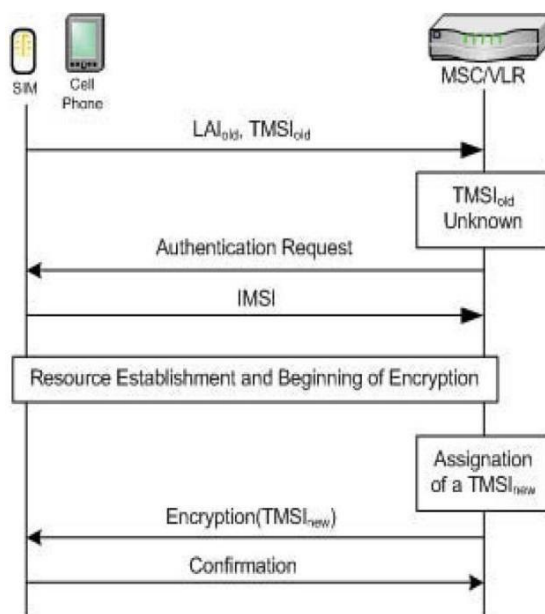 SIM
Cell
Phone
MSC/VLR
LAIold, TMSIold
TMSIold
Unknown
Authentication Request
IMSI
Resource Establishment and Beginning of Encryption
Assignation
of a TMSInew
Encryption(TMSInew)
Confirmation